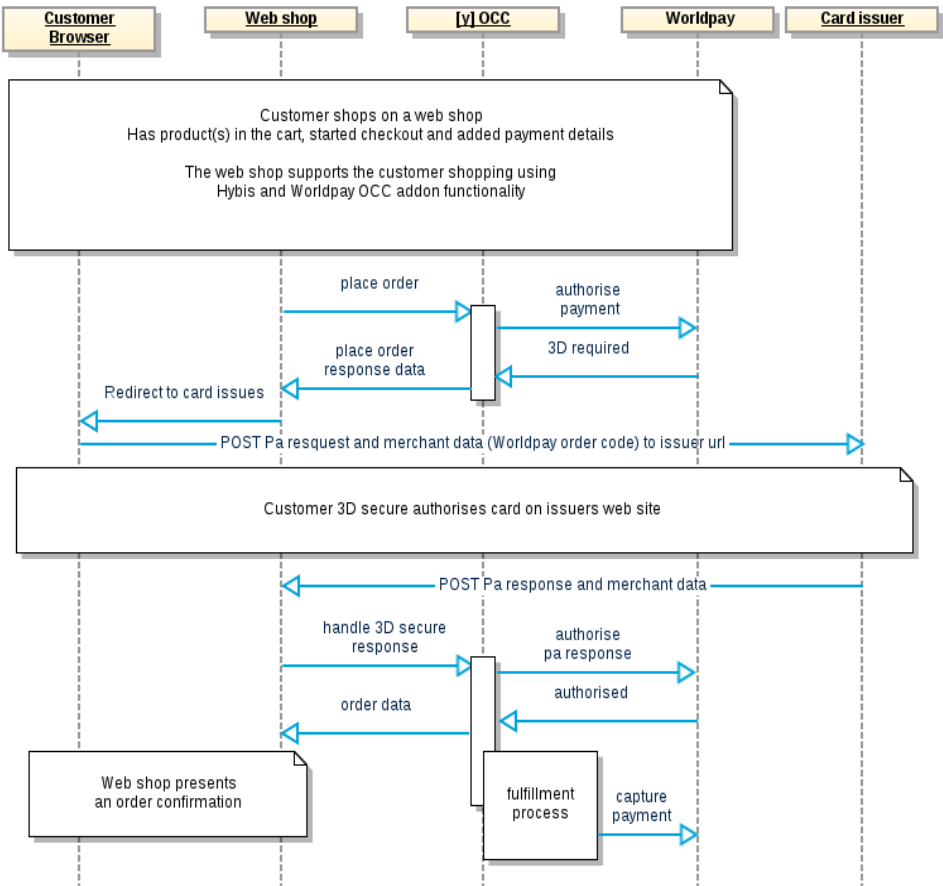 Customer
Browser
Web shop
[y] OCC
Worldpay
Card issuer
Customer shops on a web shop
Has product(s) in the cart, started checkout and added payment details
The web shop supports the customer shopping using
Hybis and Worldpay OCC addon functionality
place order
authorise
payment
3D required
place order
response data
Redirect to card issues
POST Pa resquest and merchant data (Worldpay order code) to issuer url
Customer 3D secure authorises card on issuers web site
POST Pa response and merchant data
handle 3D secure
response
authorise
pa response
authorised
order data
Web shop presents
an order confirmation
fulfillment
process
capture
payment